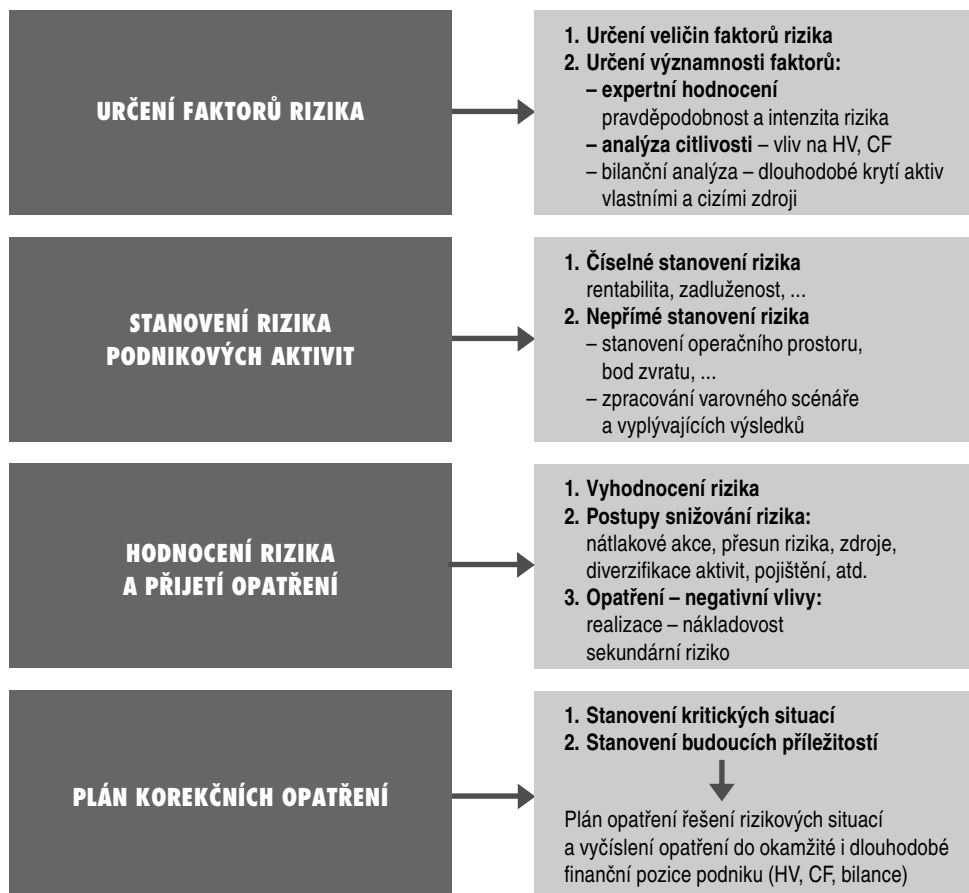 URČENÍ FAKTORŮ RIZIKA
1. Určení veličin faktorů rizika
2. Určení významnosti faktorů:
– expertní hodnocení
pravděpodobnost a intenzita rizika
– analýza citlivosti – vliv na HV, CF
– bilanční analýza – dlouhodobé krytí aktiv
vlastními a cizími zdroji
STANOVENÍ RIZIKA
PODNIKOVÝCH AKTIVIT
1. Číselné stanovení rizika
rentabilita, zadluženost, ...
2. Nepřímé stanovení rizika
– stanovení operačního prostoru,
bod zvratu, ...
– zpracování varovného scénáře
a vyplývajících výsledků
HODNOCENÍ RIZIKA
A PŘIJETÍ OPATŘENÍ
1. Vyhodnocení rizika
2. Postupy snižování rizika:
nátlakové akce, přesun rizika, zdroje,
diverzifikace aktivit, pojištění, atd.
3. Opatření – negativní vlivy:
realizace – nákladovost
sekundární riziko
PLÁN KOREKČNÍCH OPATŘENÍ
1. Stanovení kritických situací
2. Stanovení budoucích příležitostí
Plán opatření řešení rizikových situací
a vyčíslení opatření do okamžité i dlouhodobé
finanční pozice podniku (HV, CF, bilance)